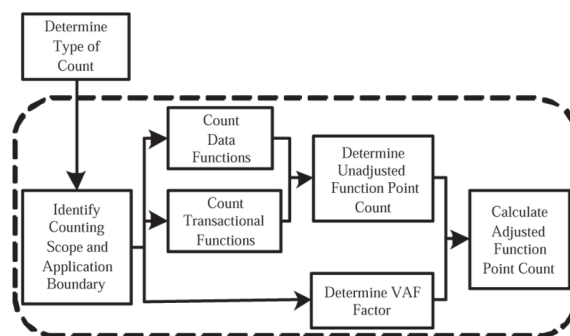 Determine
Type of
Count
Count
Data
Functions
Determine
Unadjusted
Function Point
Count
Identify
Counting
Scope and
Application
Boundary
Count
Transactional
Functions
Calculate
Adjusted
Function
Point Count
Determine VAF
Factor